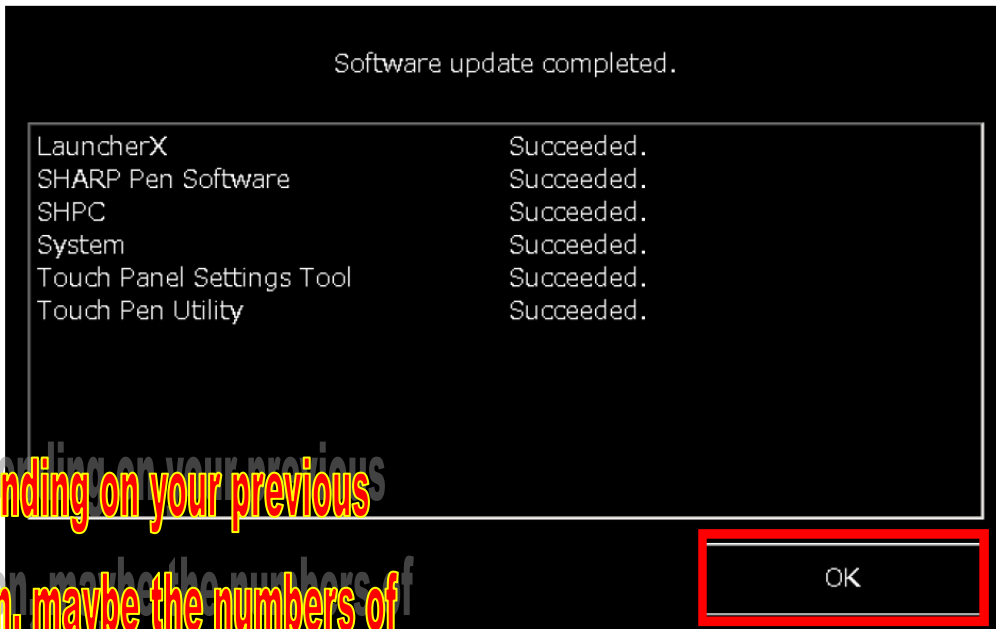 Software update completed.
LauncherX Succeeded.
SHARP Pen Software Succeeded.
SHPC Succeeded.
System Succeeded.
Touch Panel Settings Tool Succeeded.
Touch Pen Utility Succeeded.
on your previous
maybe the numbers of
OK